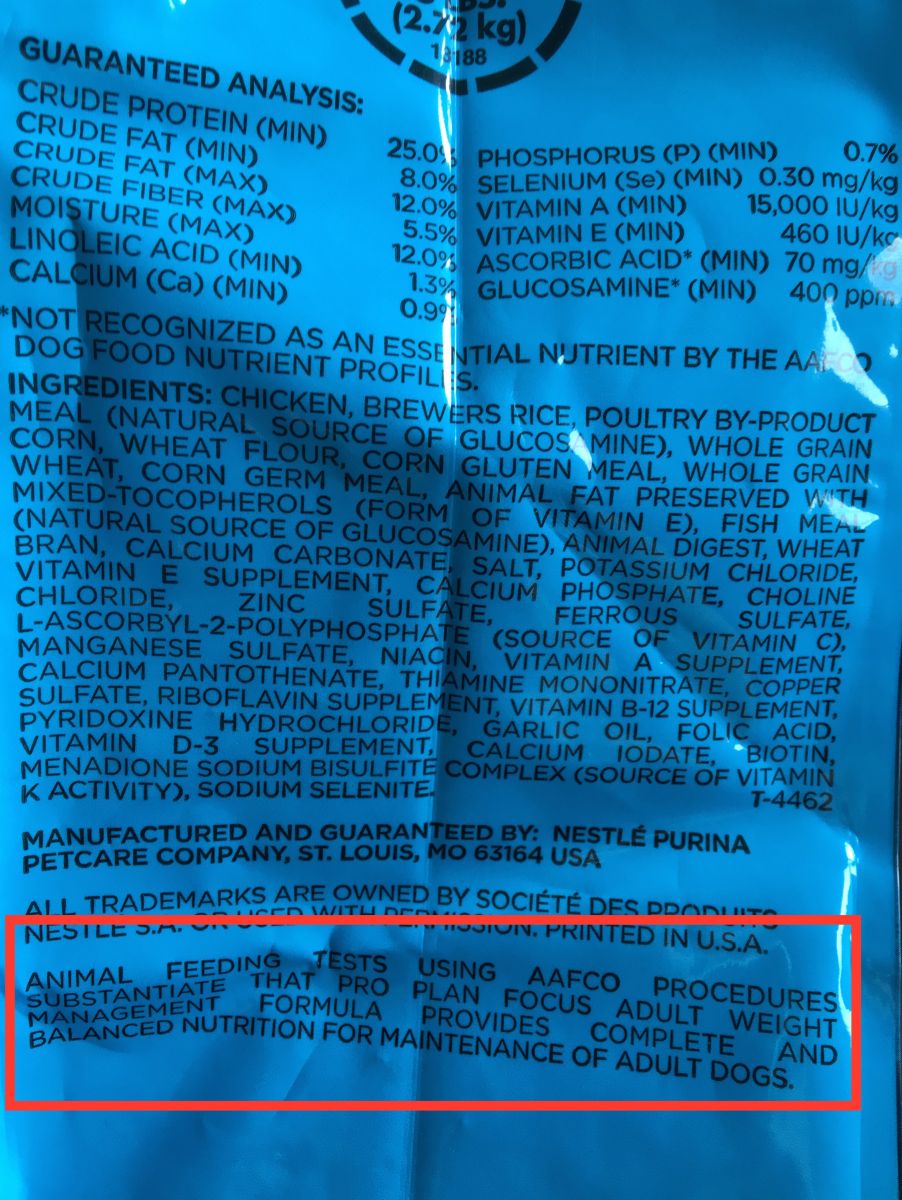 (2.72 kg)
18188
GUARANTEED ANALYSIS:
CRUDE PROTEIN (MIN) 25.0%
CRUDE FAT (MIN) 8.0%
CRUDE FAT (MAX) 12.0%
CRUDE FIBER (MAX) 5.5%
MOISTURE (MAX) 12.0%
LINOLEIC ACID (MIN) 1.3%
CALCIUM (Ca) (MIN) 0.9%
PHOSPHORUS (P) (MIN) 0.7%
SELENIUM (Se) (MIN) 0.30 mg/kg
VITAMIN A (MIN) 15,000 IU/kg
VITAMIN E (MIN) 460 IU/kg
ASCORBIC ACID* (MIN) 70 mg/kg
GLUCOSAMINE* (MIN) 400 ppm
*NOT RECOGNIZED AS AN ESSENTIAL NUTRIENT BY THE AAFCO
DOG FOOD NUTRIENT PROFILES.
INGREDIENTS: CHICKEN, BREWERS RICE, POULTRY BY-PRODUCT
MEAL (NATURAL SOURCE OF GLUCOSAMINE), WHOLE GRAIN
CORN, WHEAT FLOUR, CORN GLUTEN MEAL, WHOLE GRAIN
WHEAT, CORN GERM MEAL, ANIMAL FAT PRESERVED WITH
MIXED-TOCOPHEROLS (FORM OF VITAMIN E), FISH MEAL
(NATURAL SOURCE OF GLUCOSAMINE), ANIMAL DIGEST, WHEAT
BRAN, CALCIUM CARBONATE, SALT, POTASSIUM CHLORIDE,
VITAMIN E SUPPLEMENT, CALCIUM PHOSPHATE, CHOLINE
CHLORIDE, ZINC SULFATE, FERROUS SULFATE,
L-ASCORBYL-2-POLYPHOSPHATE (SOURCE OF VITAMIN C),
MANGANESE SULFATE, NIACIN, VITAMIN A SUPPLEMENT,
CALCIUM PANTOTHENATE, THIAMINE MONONITRATE, COPPER
SULFATE, RIBOFLAVIN SUPPLEMENT, VITAMIN B-12 SUPPLEMENT,
PYRIDOXINE HYDROCHLORIDE, GARLIC OIL, FOLIC ACID,
VITAMIN D-3 SUPPLEMENT, CALCIUM IODATE, BIOTIN,
MENADIONE SODIUM BISULFITE COMPLEX (SOURCE OF VITAMIN
K ACTIVITY), SODIUM SELENITE.
T-4462
MANUFACTURED AND GUARANTEED BY: NESTLÉ PURINA
PETCARE COMPANY, ST. LOUIS, MO 63164 USA
ALL TRADEMARKS ARE OWNED BY SOCIÉTÉ DES PRODUITS
NESTLÉ S.A. OR USED WITH PERMISSION. PRINTED IN U.S.A.
ANIMAL FEEDING TESTS USING AAFCO PROCEDURES
SUBSTANTIATE THAT PRO PLAN FOCUS ADULT WEIGHT
MANAGEMENT FORMULA PROVIDES COMPLETE AND
BALANCED NUTRITION FOR MAINTENANCE OF ADULT DOGS.